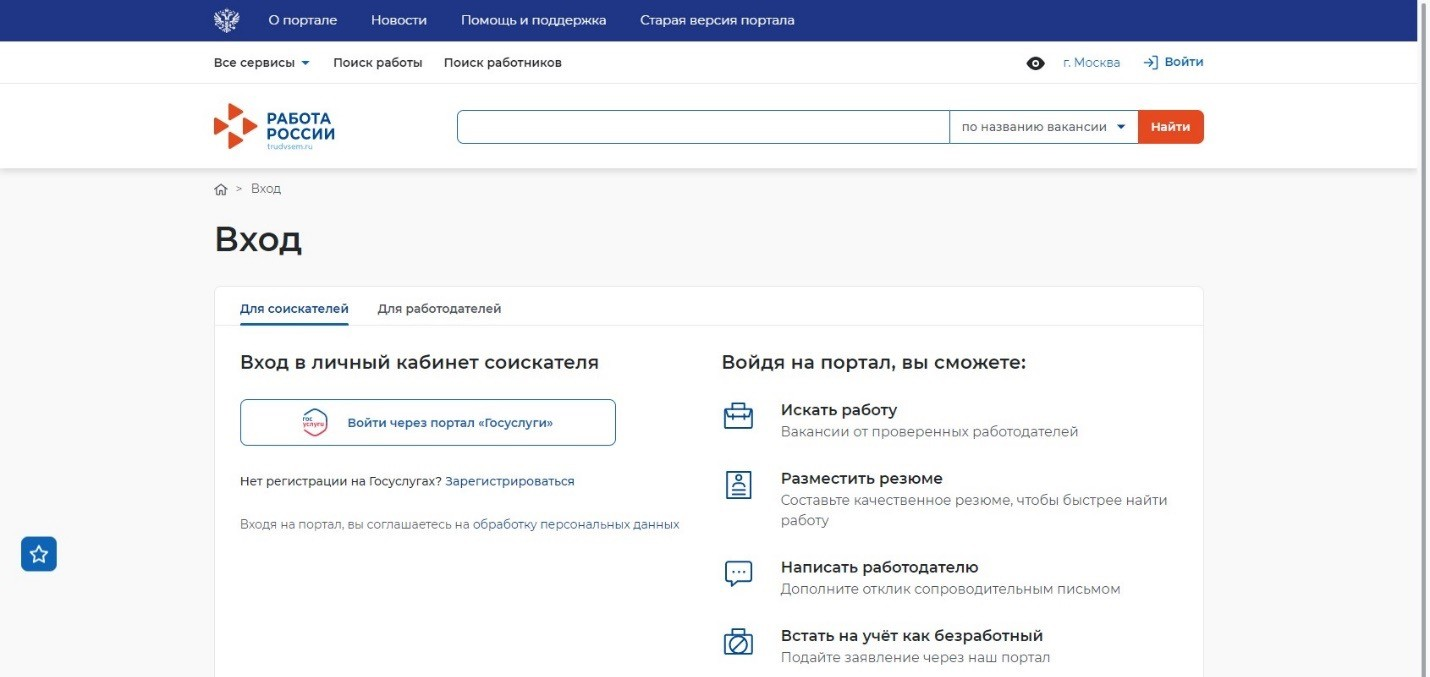 О портале Новости Помощь и поддержка Старая версия портала
Все сервисы Поиск работы Поиск работников г. Москва Войти
РАБОТА
РОССИИ
trudvsem.ru
по названию вакансии Найти
> Вход
Вход
Для соискателей Для работодателей
Вход в личный кабинет соискателя
гос
услуги
Войти через портал «Госуслуги»
Нет регистрации на Госуслугах? Зарегистрироваться
Входя на портал, вы соглашаетесь на обработку персональных данных
Войдя на портал, вы сможете:
Искать работу
Вакансии от проверенных работодателей
Разместить резюме
Составьте качественное резюме, чтобы быстрее найти
работу
Написать работодателю
Дополните отклик сопроводительным письмом
Встать на учёт как безработный
Подайте заявление через наш портал